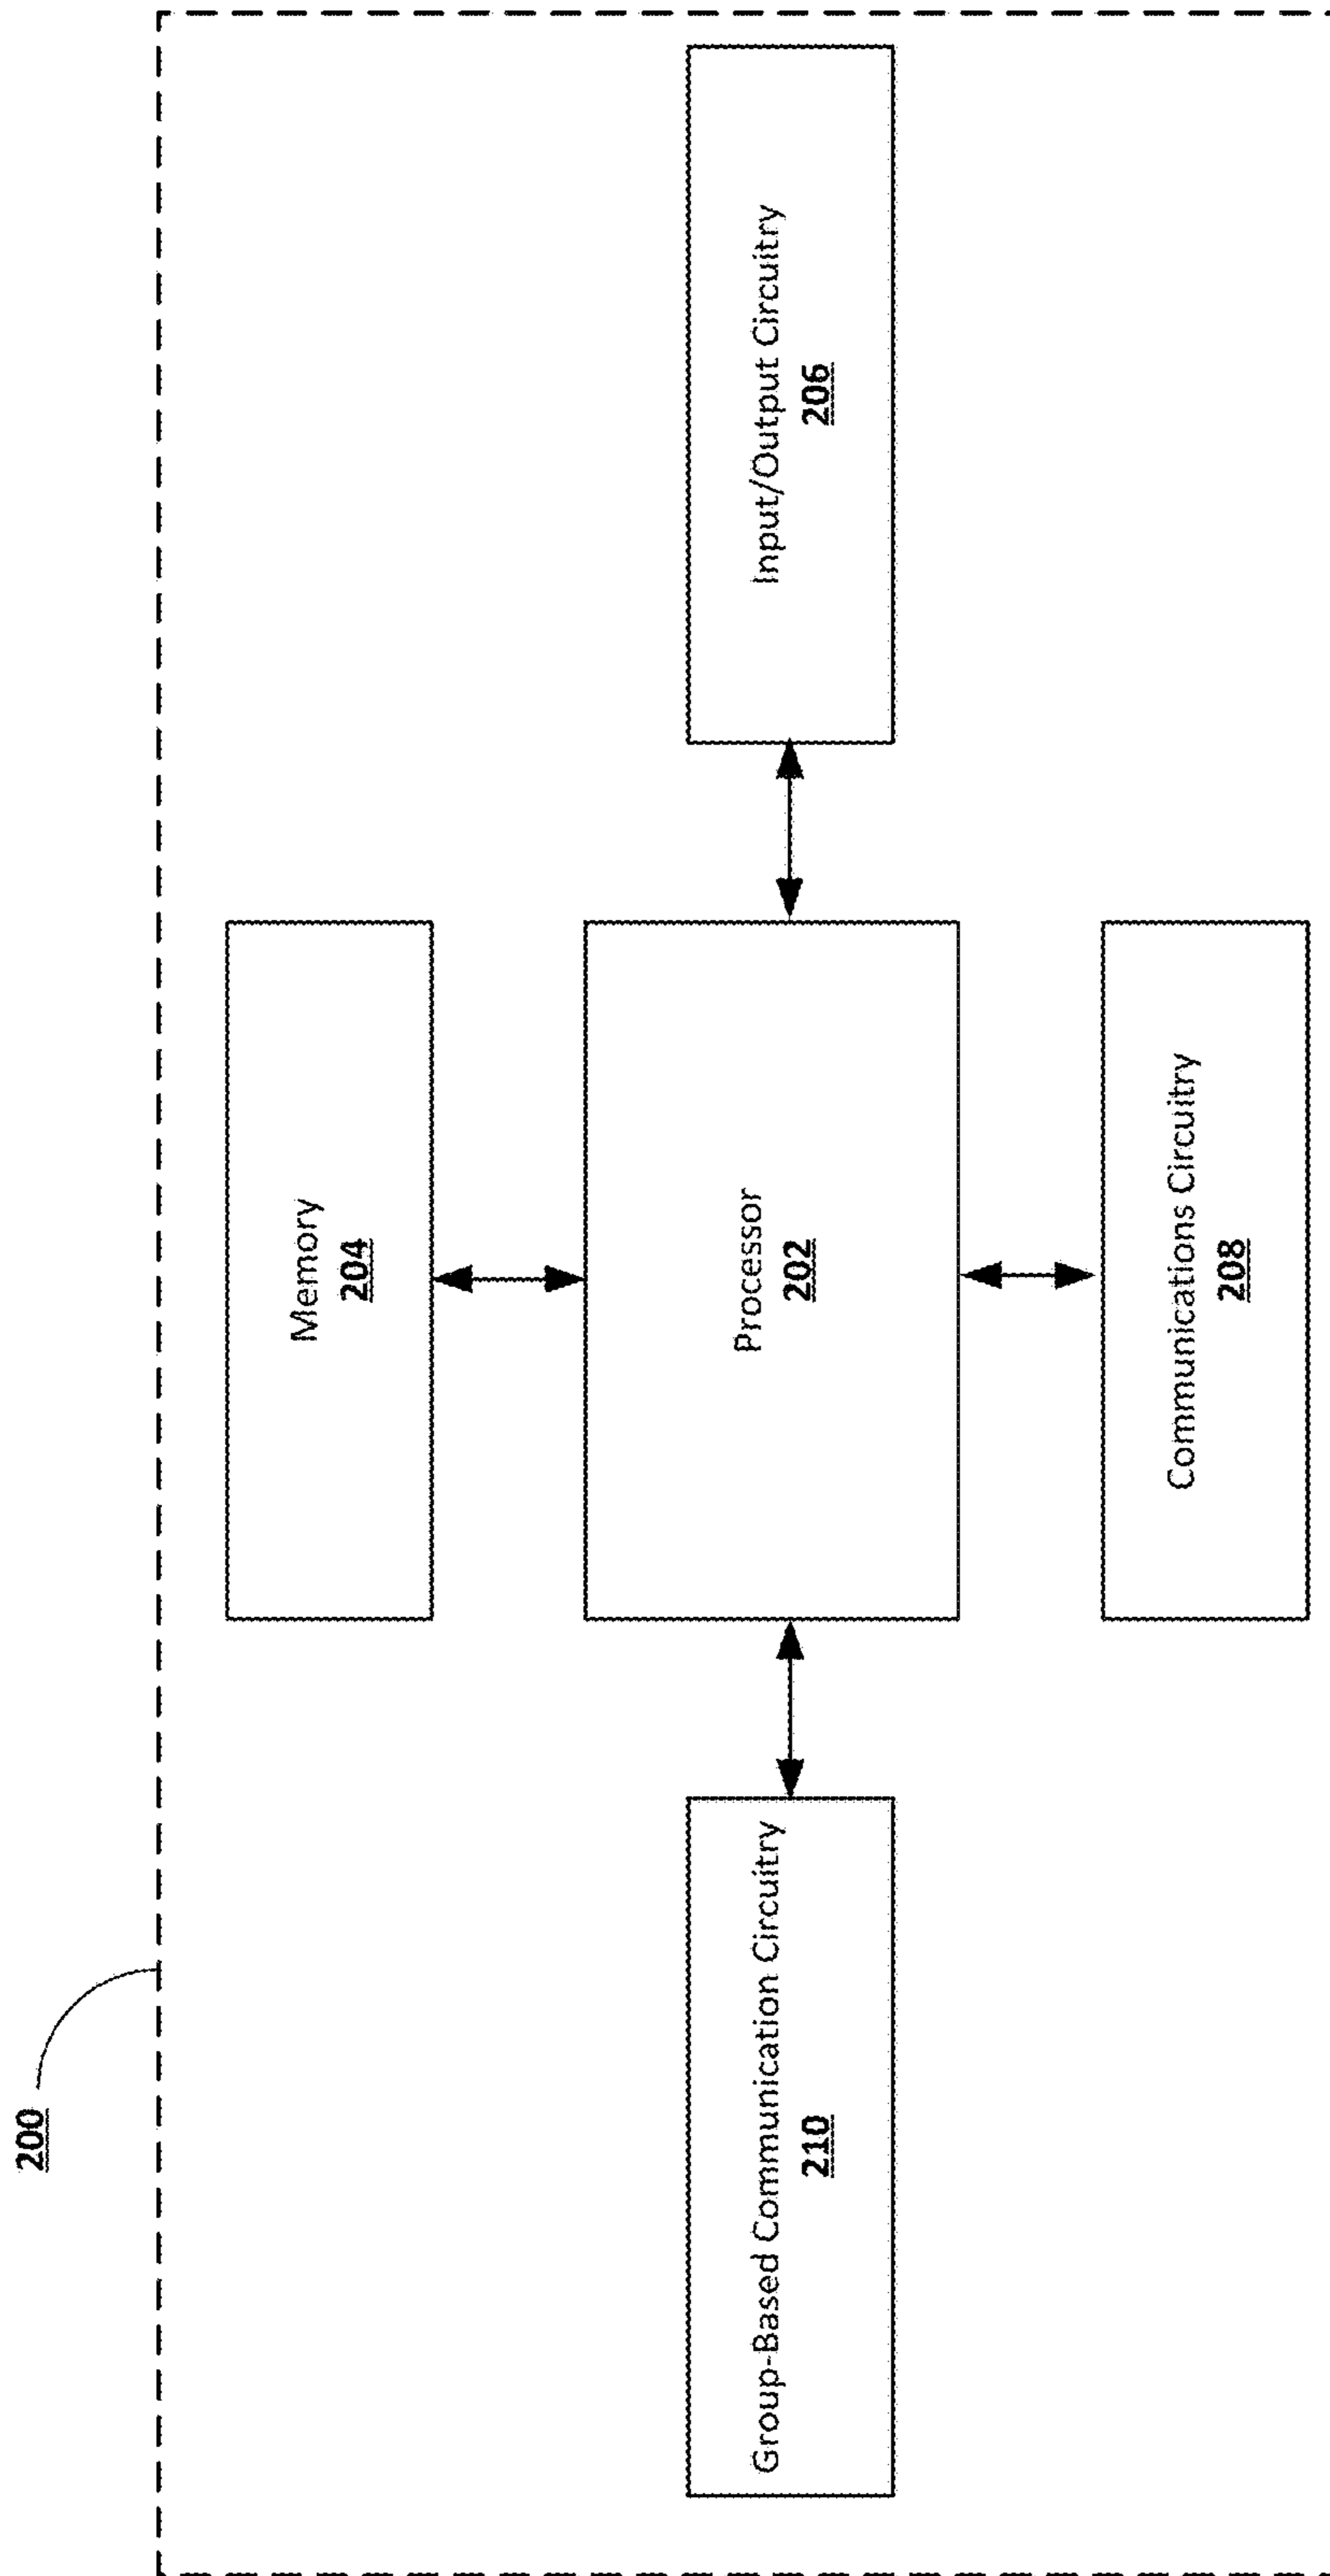 200
Memory
204
Group-Based Communication Circuitry
210
Processor
202
Input/Output Circuitry
206
Communications Circuitry
208